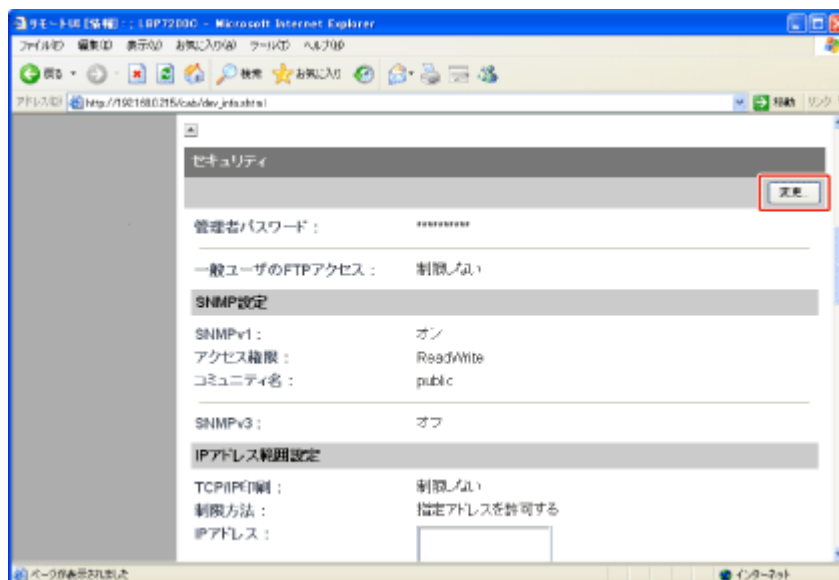 リモートUI [情報] : ; LBP7200C - Microsoft Internet Explorer
ファイル(F) 編集(E) 表示(V) お気に入り(A) ツール(T) ヘルプ(H)
戻る 検索 お気に入り
アドレス(D) http://192.168.0.215/cab/dev_info.shtml 移動 リンク
セキュリティ
変更...
管理者パスワード : **********
一般ユーザのFTPアクセス : 制限しない
SNMP設定
SNMPv1 : オン
アクセス権限 : ReadWrite
コミュニティ名 : public
SNMPv3 : オフ
IPアドレス範囲設定
TCP/IP印刷 : 制限しない
制限方法 : 指定アドレスを許可する
IPアドレス :
ページが表示されました インターネット